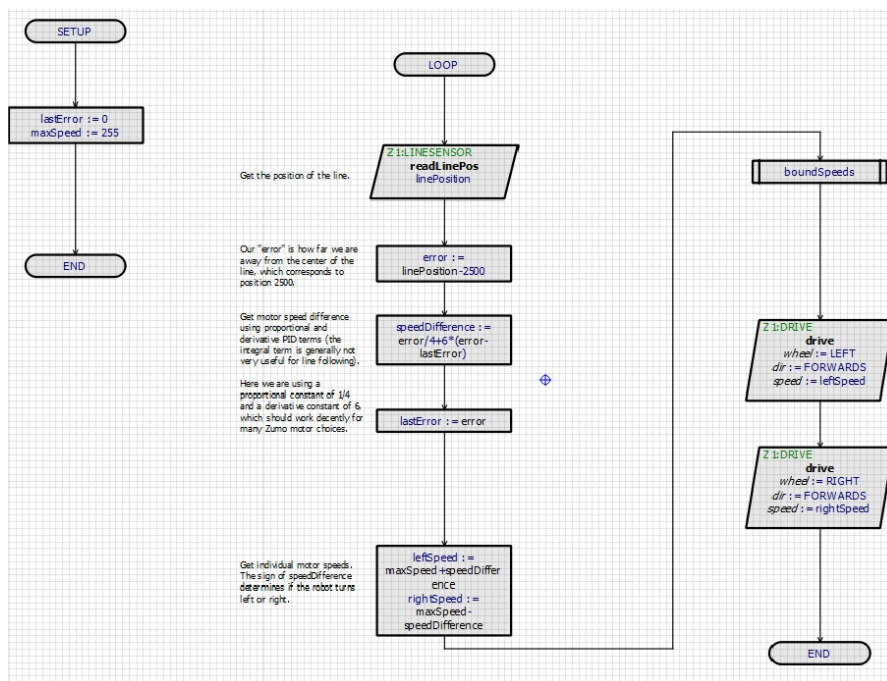 SETUP
lastError := 0
maxSpeed := 255
END
LOOP
Get the position of the line.
Z1:LINESENSOR
readLinePos
linePosition
Our "error" is how far we are
away from the center of the
line, which corresponds to
position 2500.
error :=
linePosition-2500
Get motor speed difference
using proportional and
derivative PID terms (the
integral term is generally not
very useful for line following).
speedDifference :=
error/4+6*(error-
lastError)
Here we are using a
proportional constant of 1/4
and a derivative constant of 6,
which should work decently for
many Zumo motor choices.
lastError := error
Get individual motor speeds.
The sign of speedDifference
determines if the robot turns
left or right.
leftSpeed :=
maxSpeed+speedDiffer
ence
rightSpeed :=
maxSpeed-
speedDifference
boundSpeeds
Z1:DRIVE
drive
wheel := LEFT
dir := FORWARDS
speed := leftSpeed
Z1:DRIVE
drive
wheel := RIGHT
dir := FORWARDS
speed := rightSpeed
END